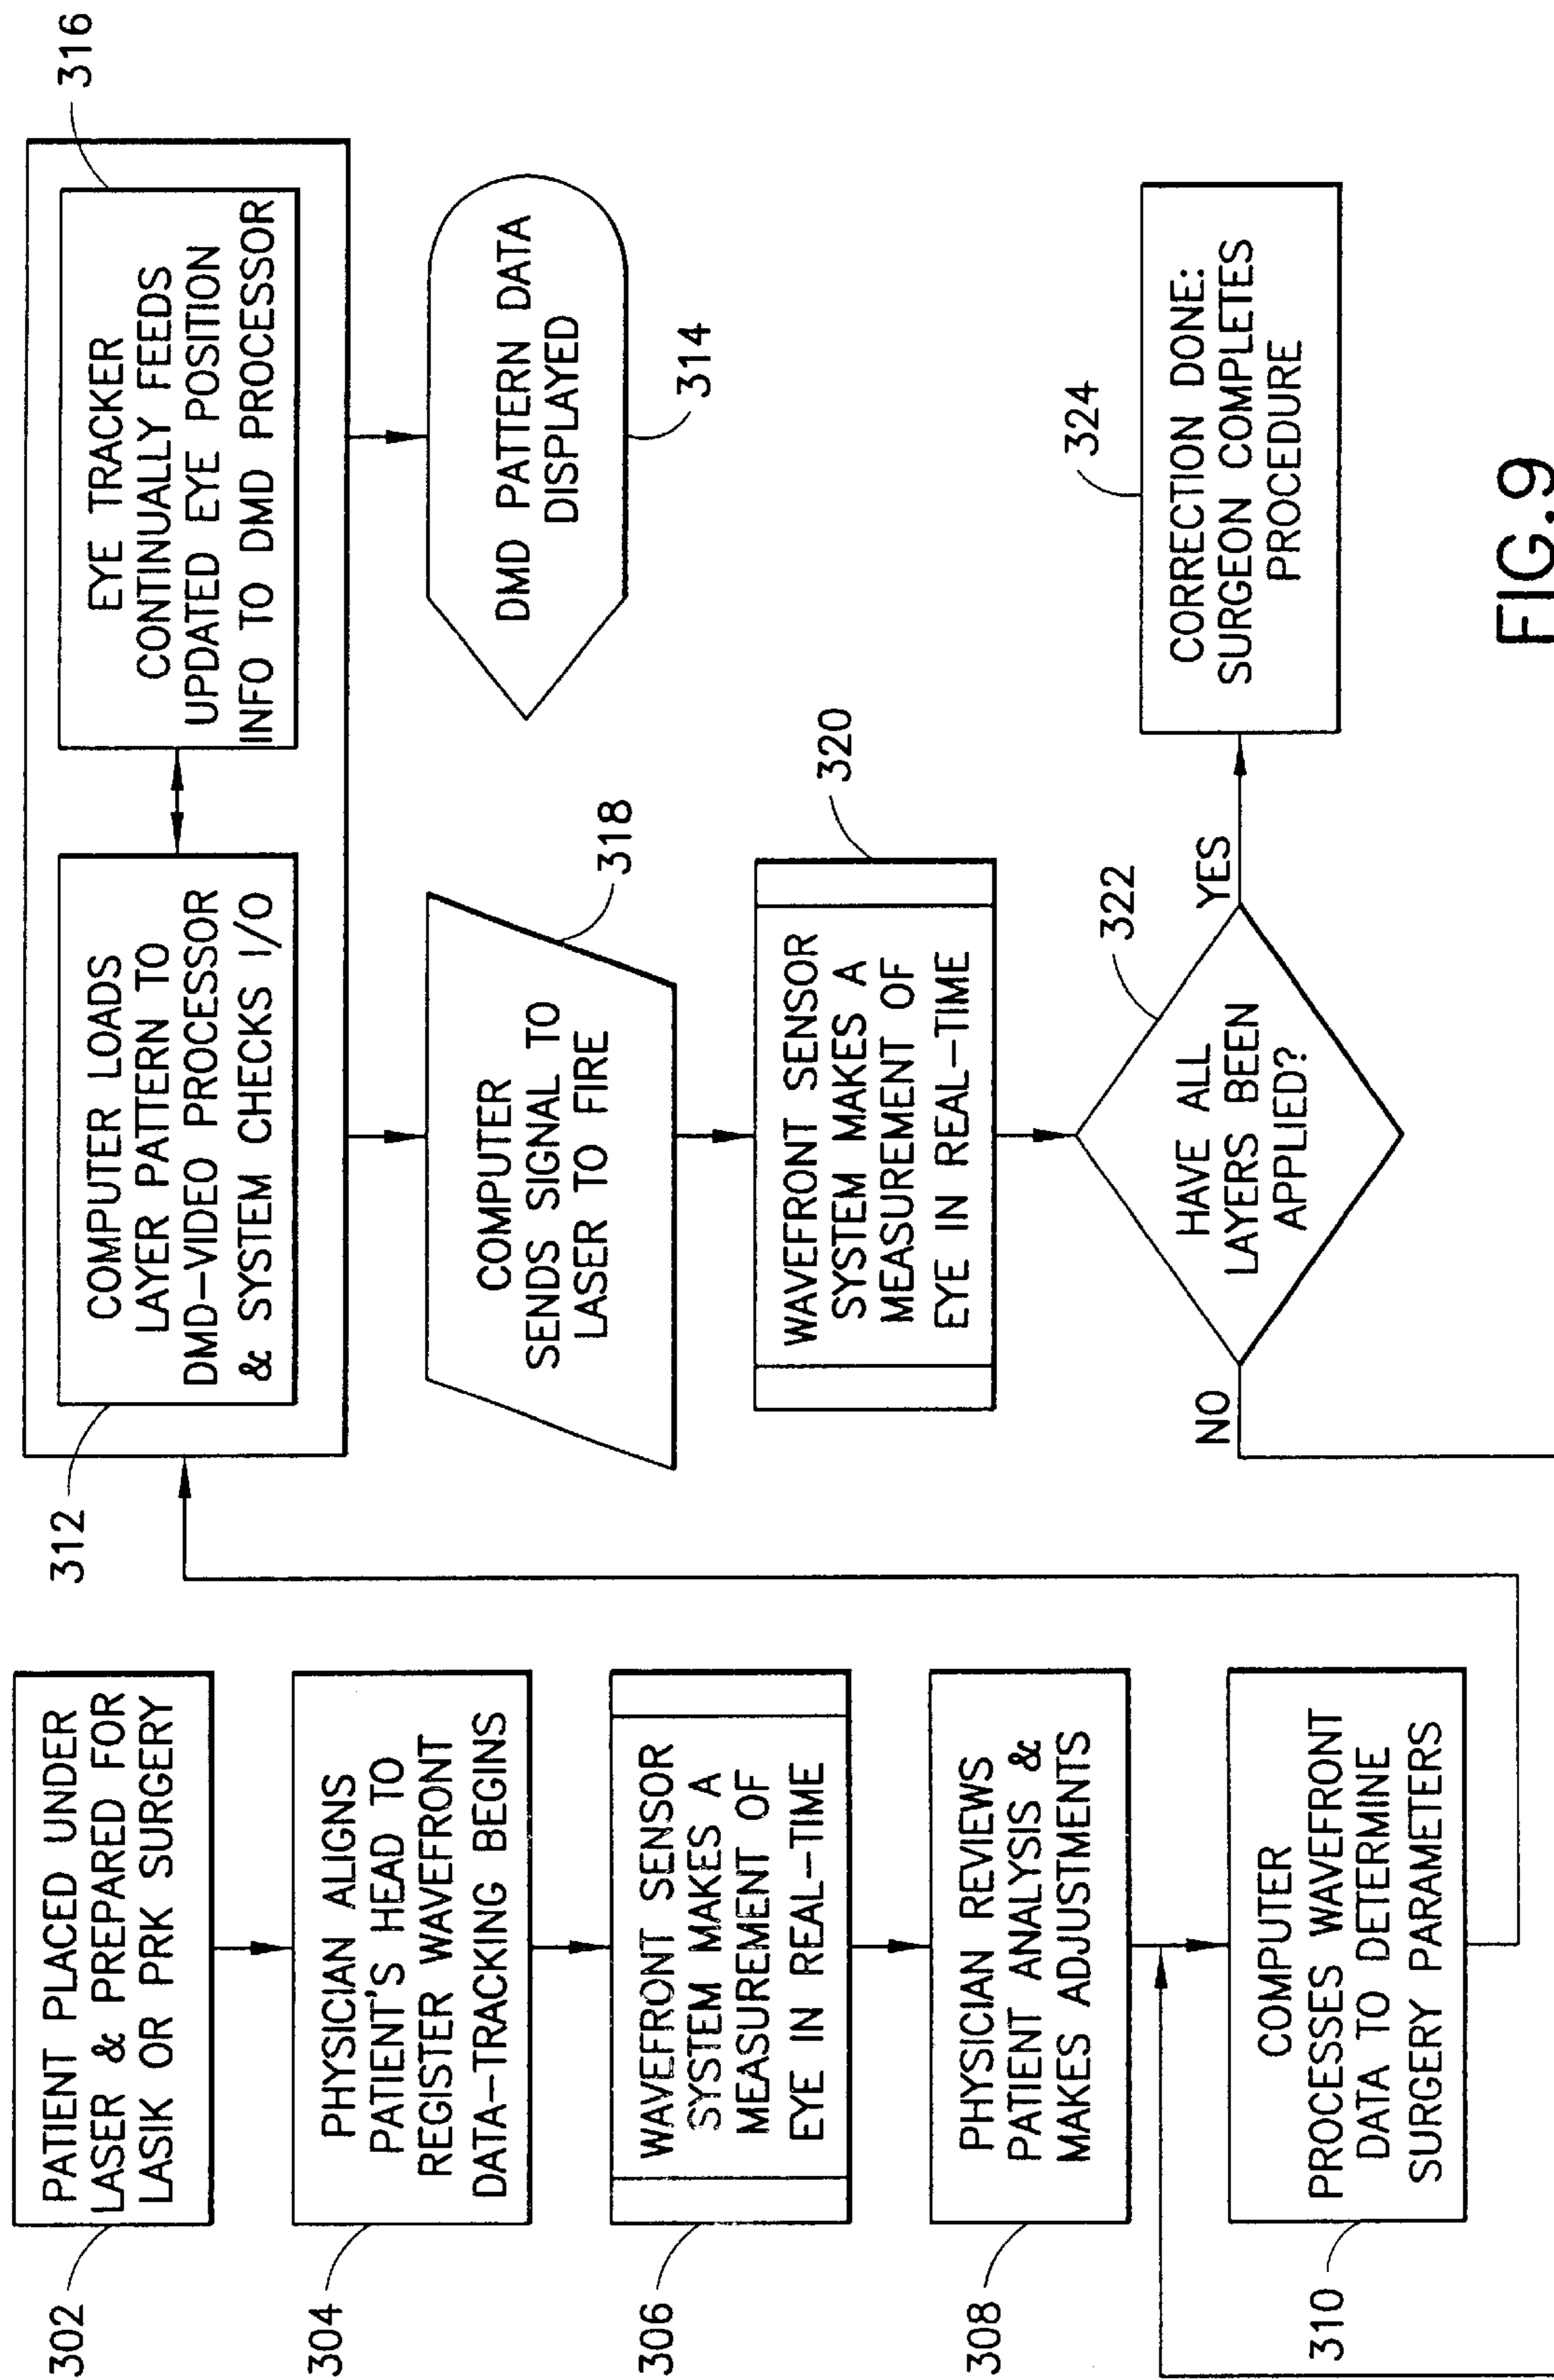 302
PATIENT PLACED UNDER
LASER & PREPARED FOR
LASIK OR PRK SURGERY
304
PHYSICIAN ALIGNS
PATIENT'S HEAD TO
REGISTER WAVEFRONT
DATA-TRACKING BEGINS
306
WAVEFRONT SENSOR
SYSTEM MAKES A
MEASUREMENT OF
EYE IN REAL-TIME
308
PHYSICIAN REVIEWS
PATIENT ANALYSIS &
MAKES ADJUSTMENTS
310
COMPUTER
PROCESSES WAVEFRONT
DATA TO DETERMINE
SURGERY PARAMETERS
312
COMPUTER LOADS
LAYER PATTERN TO
DMD-VIDEO PROCESSOR
& SYSTEM CHECKS I/O
316
EYE TRACKER
CONTINUALLY FEEDS
UPDATED EYE POSITION
INFO TO DMD PROCESSOR
DMD PATTERN DATA
DISPLAYED
314
COMPUTER
SENDS SIGNAL TO
LASER TO FIRE
318
WAVEFRONT SENSOR
SYSTEM MAKES A
MEASUREMENT OF
EYE IN REAL-TIME
320
HAVE ALL
LAYERS BEEN
APPLIED?
322
NO
YES
CORRECTION DONE:
SURGEON COMPLETES
PROCEDURE
324
FIG.9